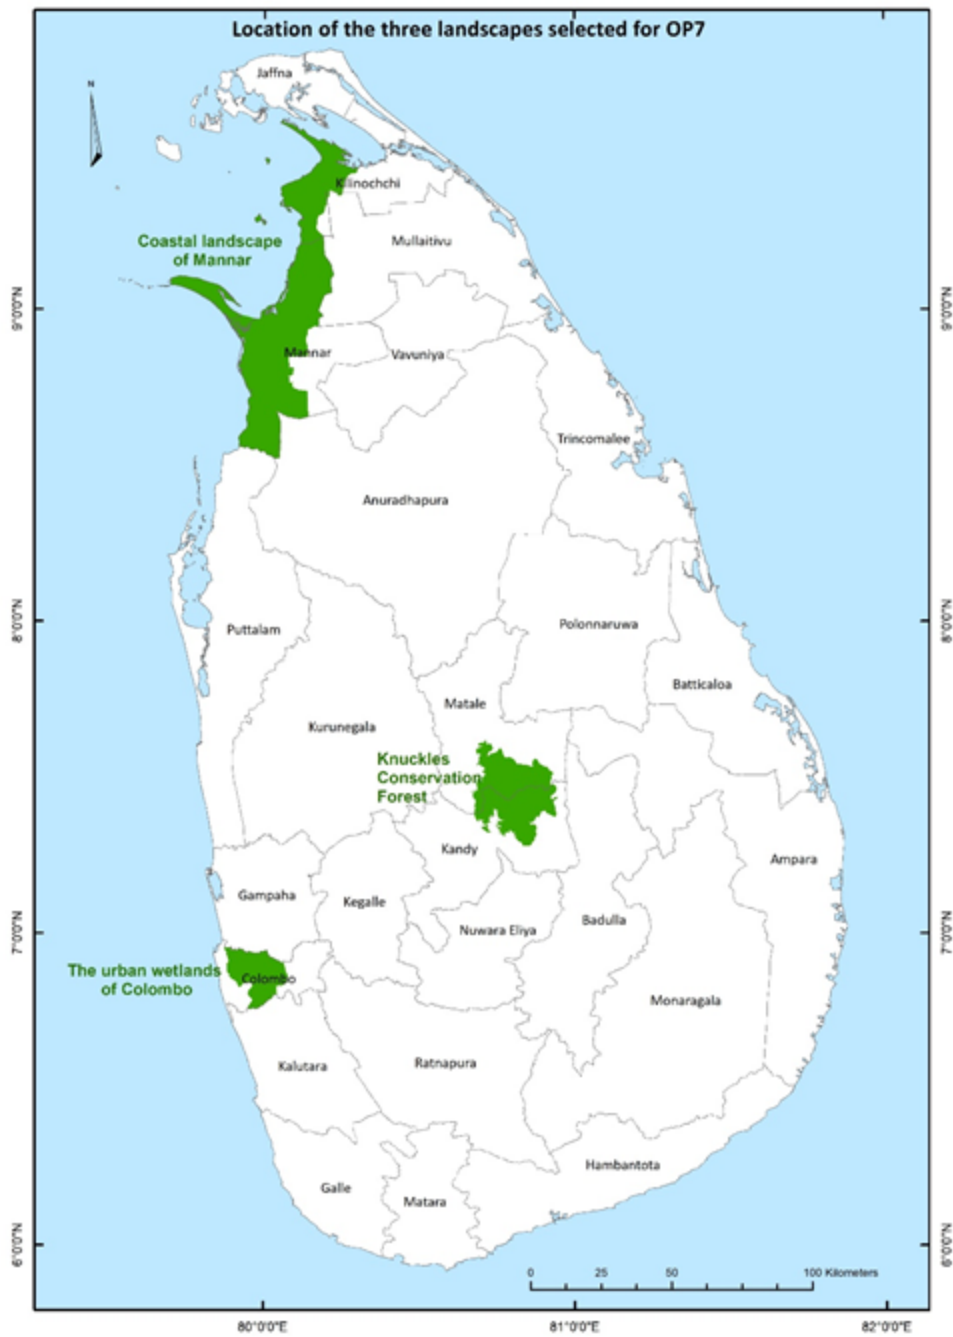 Location of the three landscapes selected for OP7
N
Jaffna
Kilinochchi
Mullaitivu
Coastal landscape
of Mannar
9°0'0"N
9°0'0"N
Mannar
Vavuniya
Trincomalee
Anuradhapura
8°0'0"N
8°0'0"N
Puttalam
Polonnaruwa
Batticaloa
Matale
Kurunegala
Knuckles
Conservation
Forest
Kandy
Ampara
Gampaha
Kegalle
Nuwara Eliya
Badulla
7°0'0"N
7°0'0"N
The urban wetlands
of Colombo
Colombo
Monaragala
Kalutara
Ratnapura
Hambantota
Galle
Matara
6°0'0"N
6°0'0"N
0 25 50 100 Kilometers
80°0'0"E 81°0'0"E 82°0'0"E